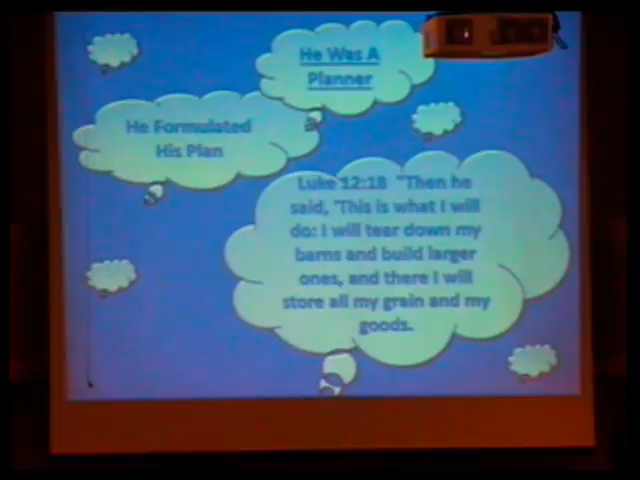 He Was A
Planner
He Formulated
His Plan
Luke 12:18 "Then he
said, 'This is what I will
do: I will tear down my
barns and build larger
ones, and there I will
store all my grain and my
goods.